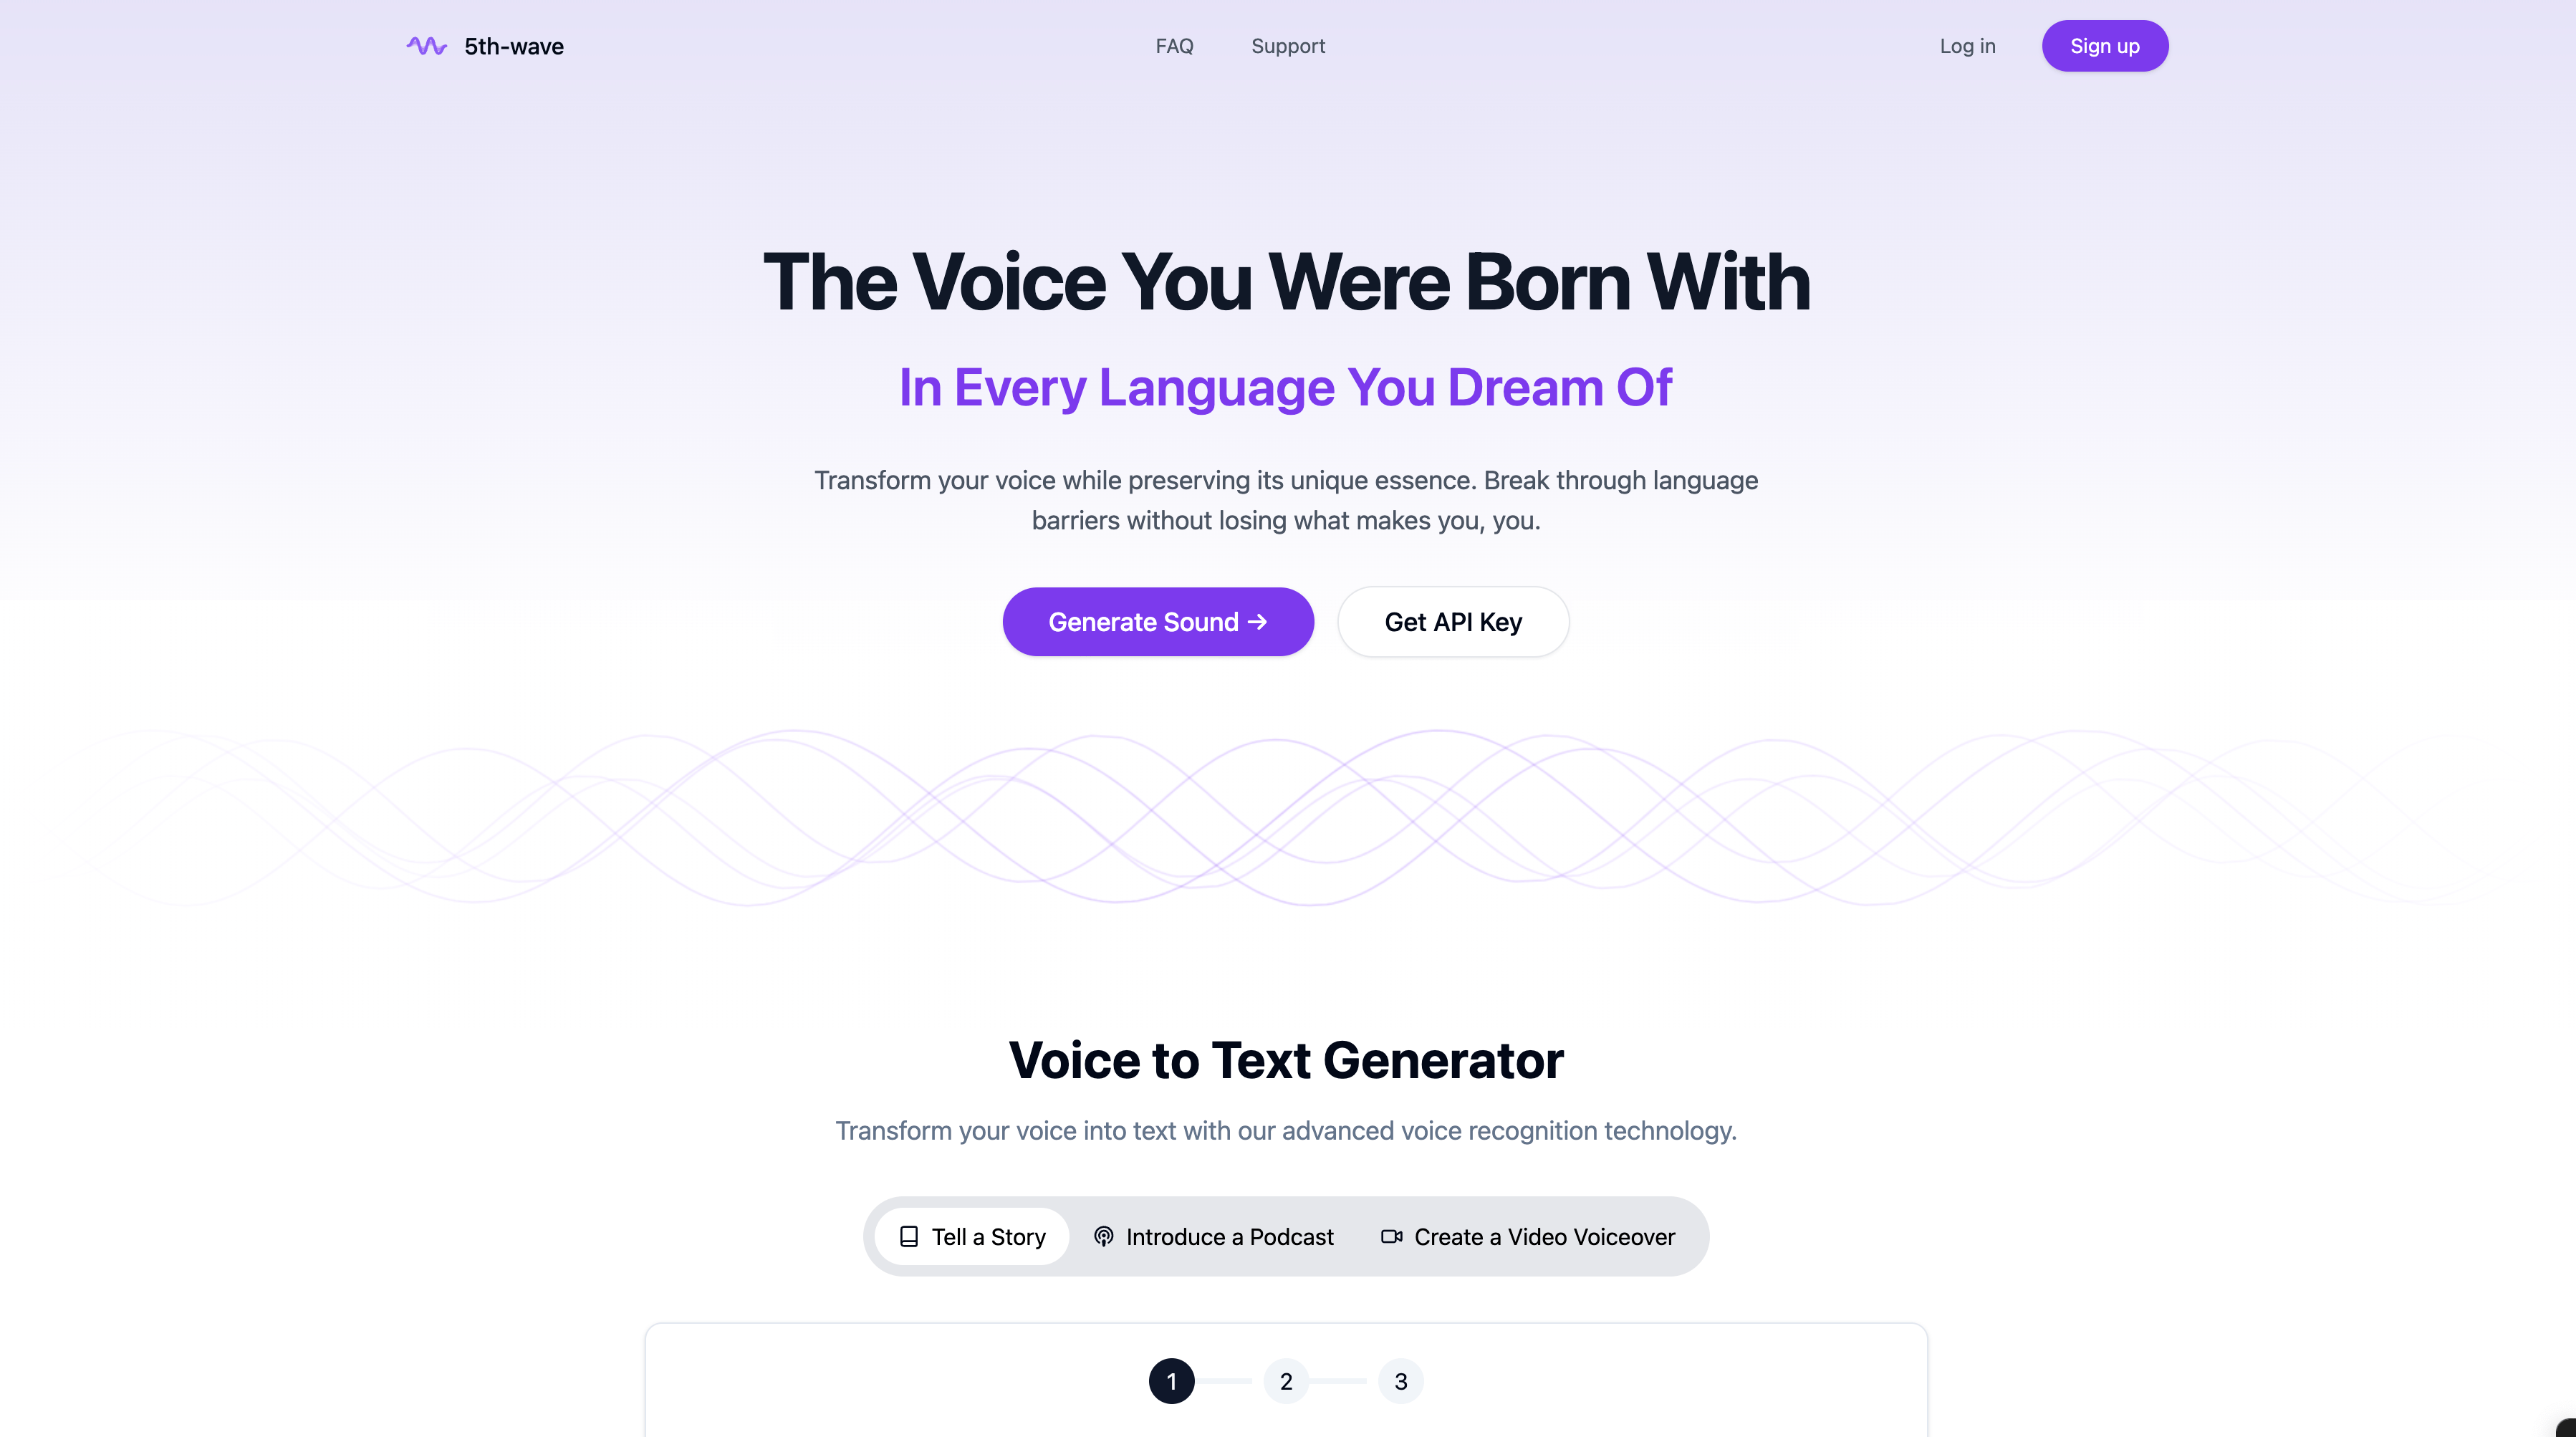 5th-wave
FAQ
Support
Log in
Sign up
The Voice You Were Born With
In Every Language You Dream Of
Transform your voice while preserving its unique essence. Break through language
barriers without losing what makes you, you.
Generate Sound →
Get API Key
Voice to Text Generator
Transform your voice into text with our advanced voice recognition technology.
Tell a Story
Introduce a Podcast
Create a Video Voiceover
1
2
3